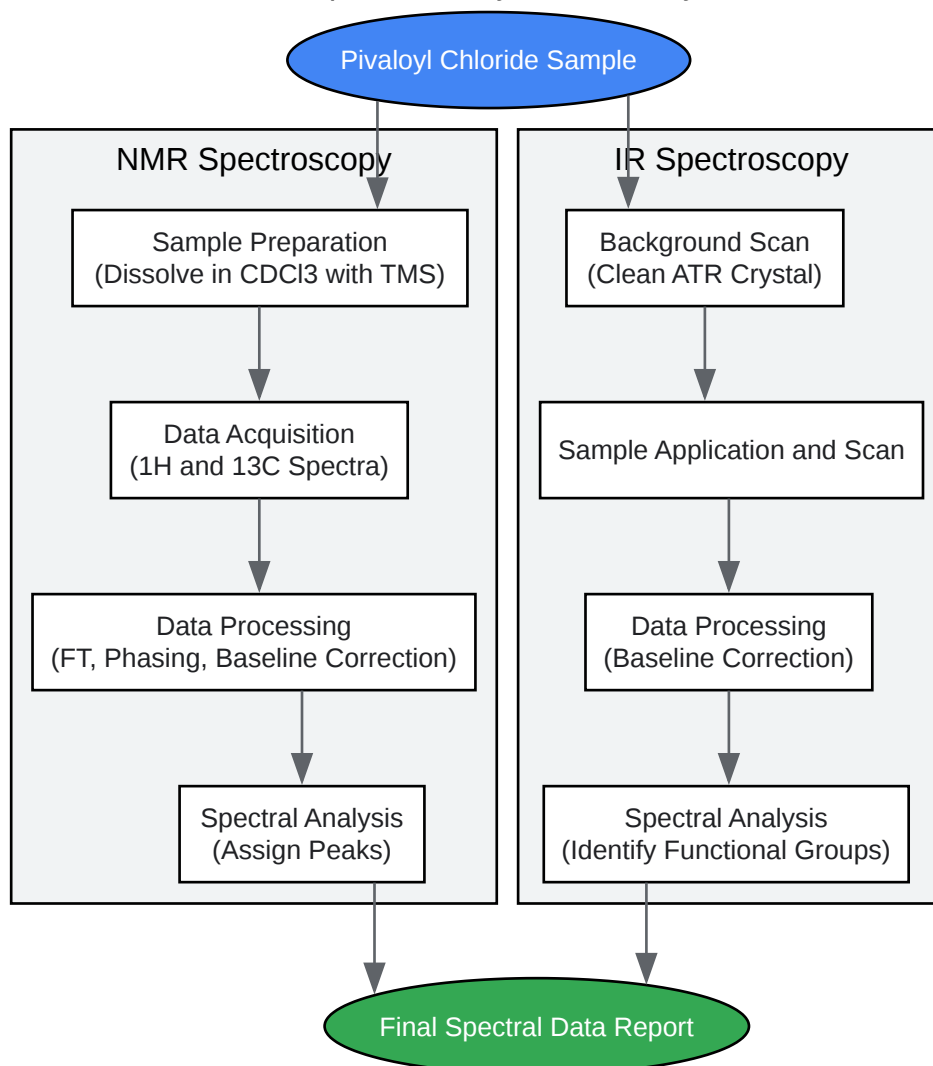 Pivaloyl Chloride Sample
NMR Spectroscopy
Sample Preparation
(Dissolve in CDCl3 with TMS)
Data Acquisition
(1H and 13C Spectra)
Data Processing
(FT, Phasing, Baseline Correction)
Spectral Analysis
(Assign Peaks)
IR Spectroscopy
Background Scan
(Clean ATR Crystal)
Sample Application and Scan
Data Processing
(Baseline Correction)
Spectral Analysis
(Identify Functional Groups)
Final Spectral Data Report